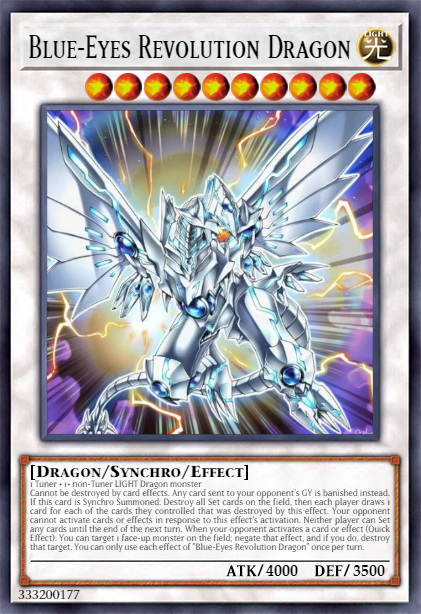 BLUE-EYES REVOLUTION DRAGON
LIGHT
光
[DRAGON/SYNCHRO/EFFECT]
1 Tuner + 1+ non-Tuner LIGHT Dragon monster
Cannot be destroyed by card effects. Any card sent to your opponent's GY is banished instead.
If this card is Synchro Summoned: Destroy all Set cards on the field, then each player draws 1
card for each of the cards they controlled that was destroyed by this effect. Your opponent
cannot activate cards or effects in response to this effect's activation. Neither player can Set
any cards until the end of the next turn. When your opponent activates a card or effect (Quick
Effect): You can target 1 face-up monster on the field; negate that effect, and if you do, destroy
that target. You can only use each effect of "Blue-Eyes Revolution Dragon" once per turn.
ATK/4000 DEF/3500
333200177